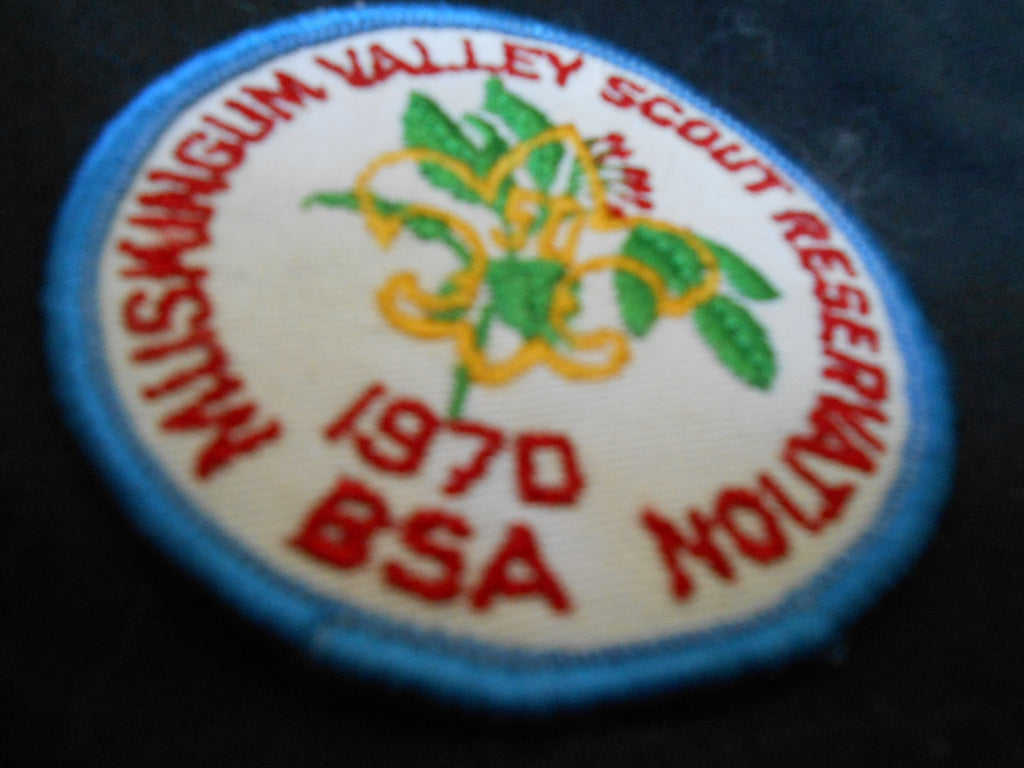 MUSKINGUM VALLEY SCOUT RESERVATION
1970
BSA